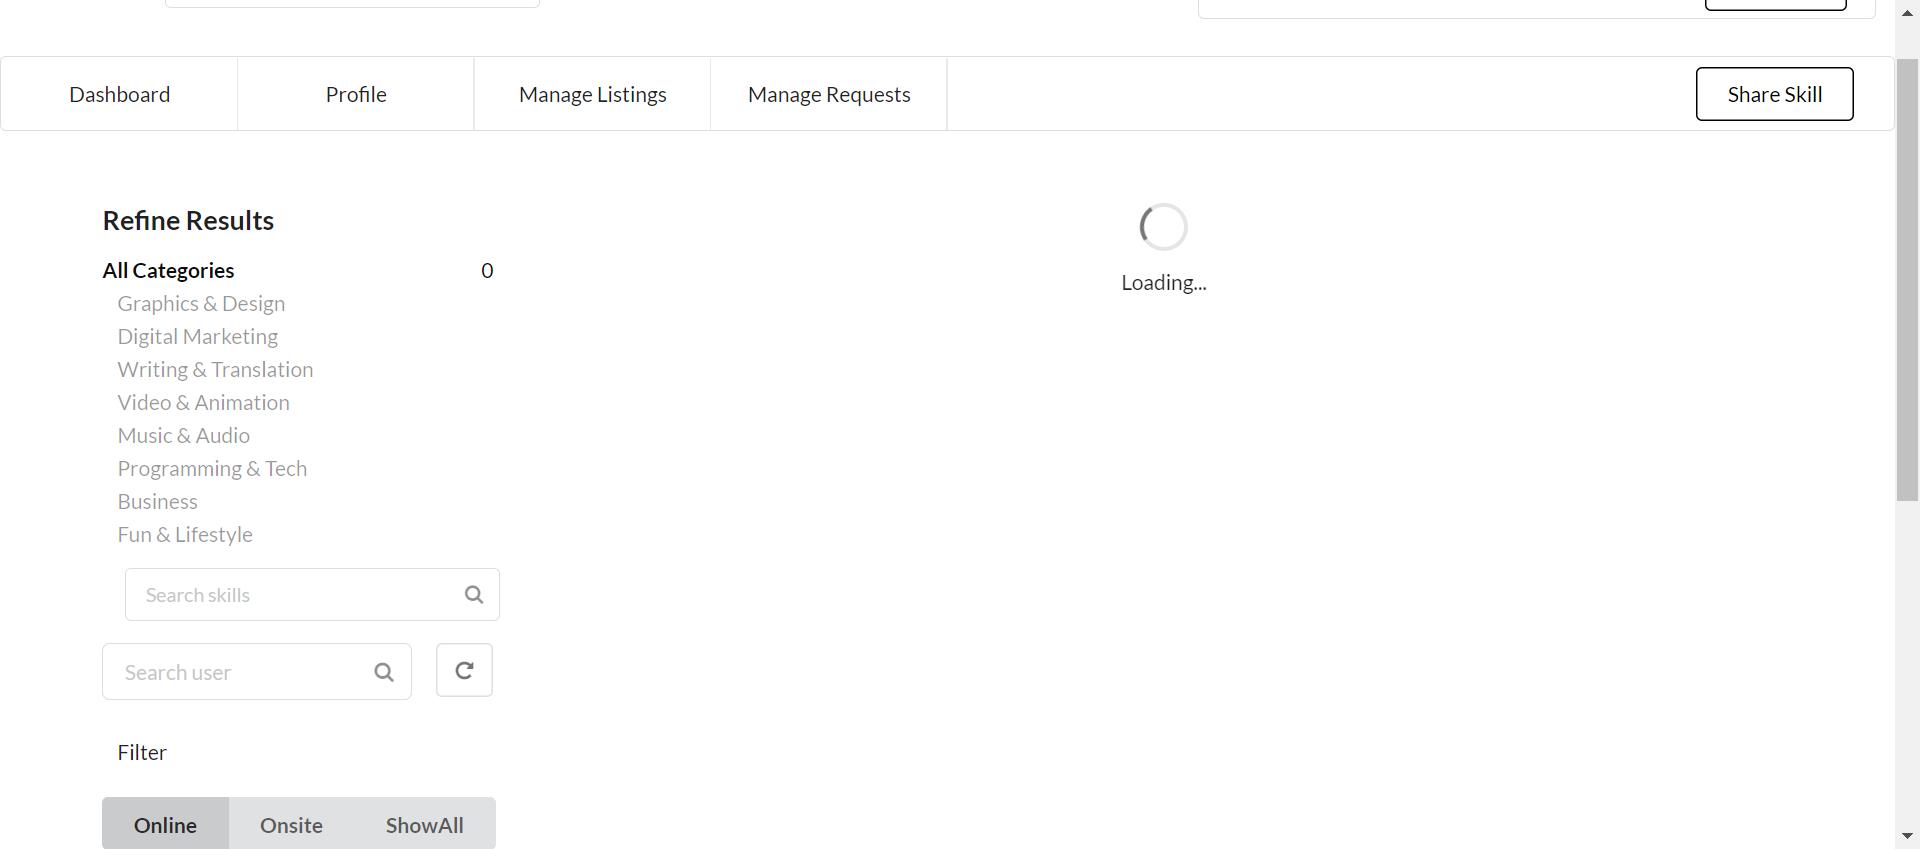 Dashboard
Profile
Manage Listings
Manage Requests
Share Skill
Refine Results
All Categories 0
Graphics & Design
Digital Marketing
Writing & Translation
Video & Animation
Music & Audio
Programming & Tech
Business
Fun & Lifestyle
Search skills
Search user
Filter
Online Onsite ShowAll
Loading...